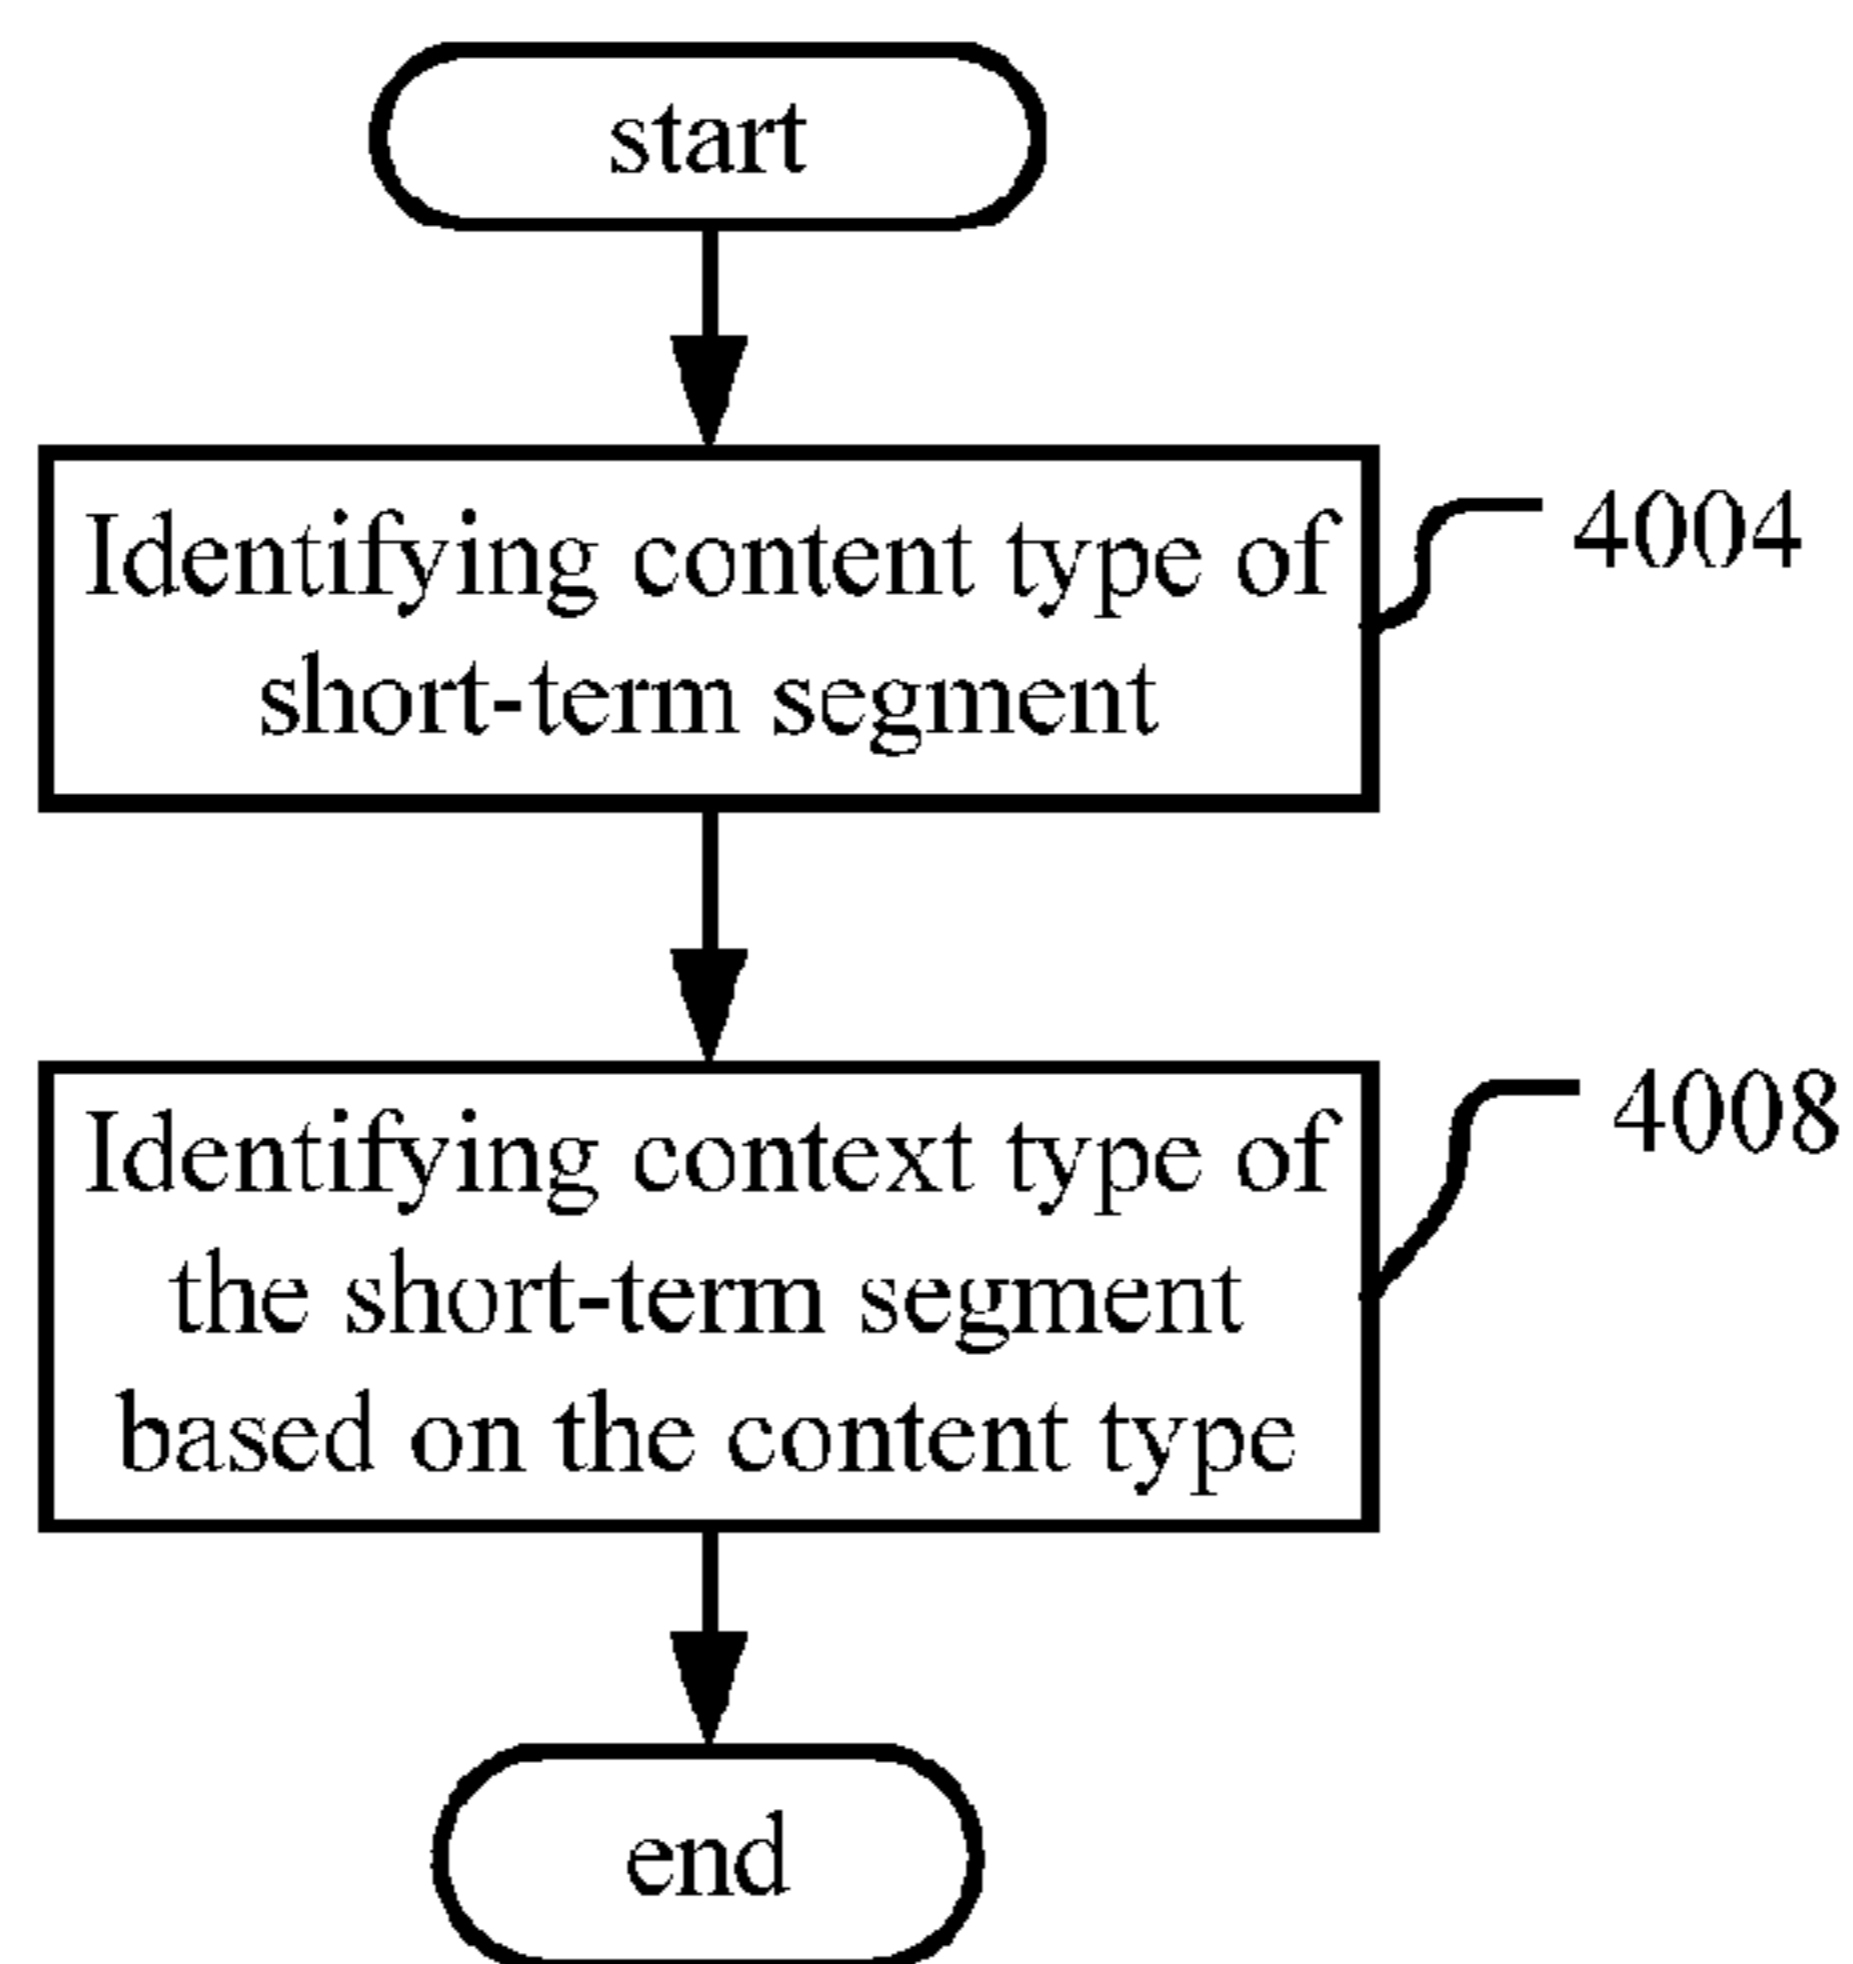 start
Identifying content type of
short-term segment
4004
Identifying context type of
the short-term segment
based on the content type
4008
end